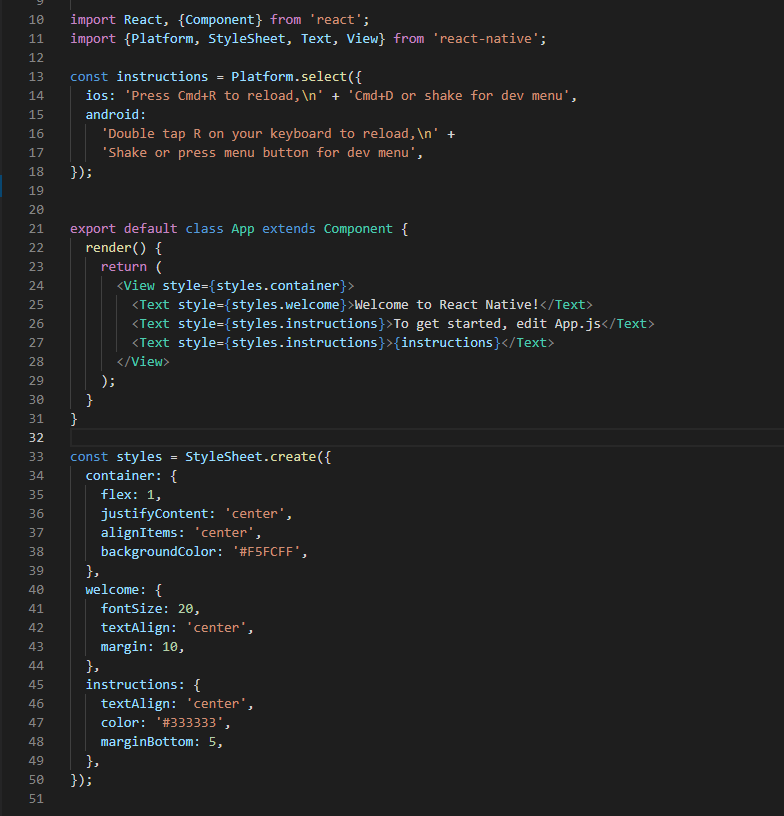 9
10 import React, {Component} from 'react';
11 import {Platform, StyleSheet, Text, View} from 'react-native';
12
13 const instructions = Platform.select({
14   ios: 'Press Cmd+R to reload,\n' + 'Cmd+D or shake for dev menu',
15   android:
16     'Double tap R on your keyboard to reload,\n' +
17     'Shake or press menu button for dev menu',
18 });
19
20
21 export default class App extends Component {
22   render() {
23     return (
24       <View style={styles.container}>
25         <Text style={styles.welcome}>Welcome to React Native!</Text>
26         <Text style={styles.instructions}>To get started, edit App.js</Text>
27         <Text style={styles.instructions}>{instructions}</Text>
28       </View>
29     );
30   }
31 }
32
33 const styles = StyleSheet.create({
34   container: {
35     flex: 1,
36     justifyContent: 'center',
37     alignItems: 'center',
38     backgroundColor: '#F5FCFF',
39   },
40   welcome: {
41     fontSize: 20,
42     textAlign: 'center',
43     margin: 10,
44   },
45   instructions: {
46     textAlign: 'center',
47     color: '#333333',
48     marginBottom: 5,
49   },
50 });
51